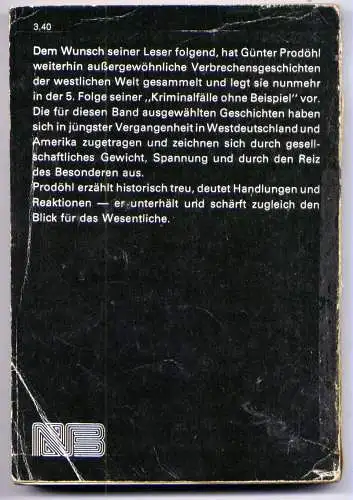 3,40
Dem Wunsch seiner Leser folgend, hat Günter Prodöhl
weiterhin außergewöhnliche Verbrechensgeschichten
der westlichen Welt gesammelt und legt sie nunmehr
in der 5. Folge seiner „Kriminalfälle ohne Beispiel" vor.
Die für diesen Band ausgewählten Geschichten haben
sich in jüngster Vergangenheit in Westdeutschland und
Amerika zugetragen und zeichnen sich durch gesell-
schaftliches Gewicht, Spannung und durch den Reiz
des Besonderen aus.
Prodöhl erzählt historisch treu, deutet Handlungen und
Reaktionen — er unterhält und schärft zugleich den
Blick für das Wesentliche.
NB